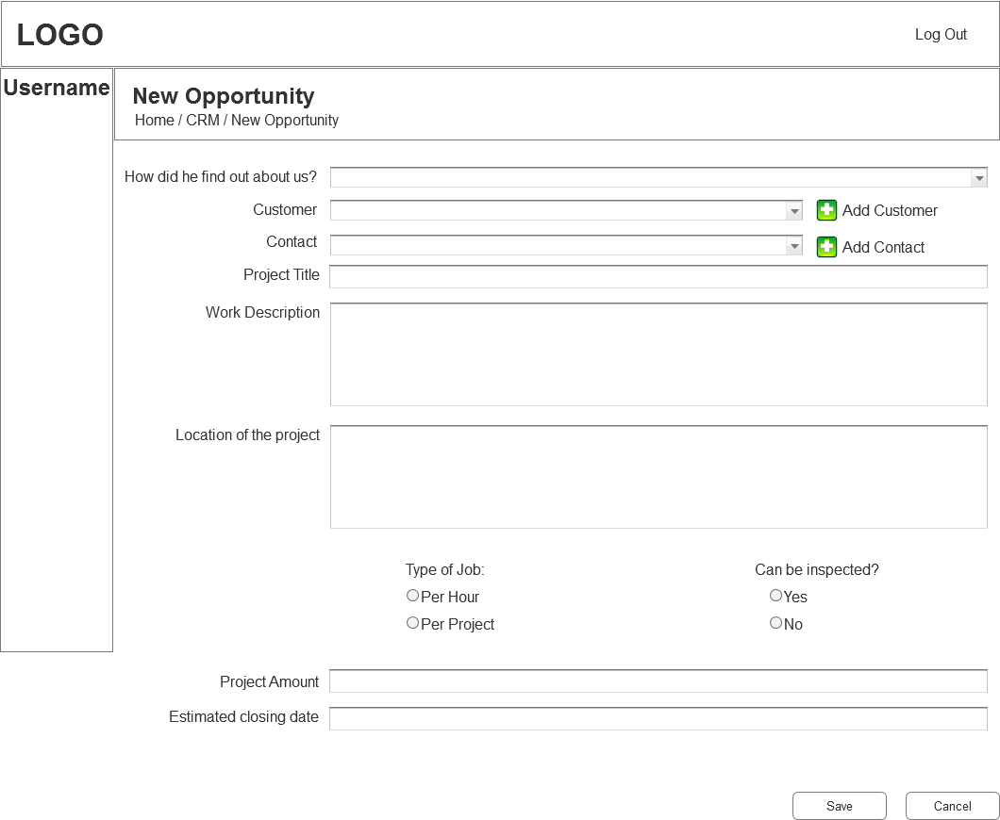 LOGO
Log Out
Username
New Opportunity
Home / CRM / New Opportunity
How did he find out about us?
Customer
Add Customer
Contact
Add Contact
Project Title
Work Description
Location of the project
Type of Job:
Can be inspected?
Per Hour
Yes
Per Project
No
Project Amount
Estimated closing date
Save
Cancel